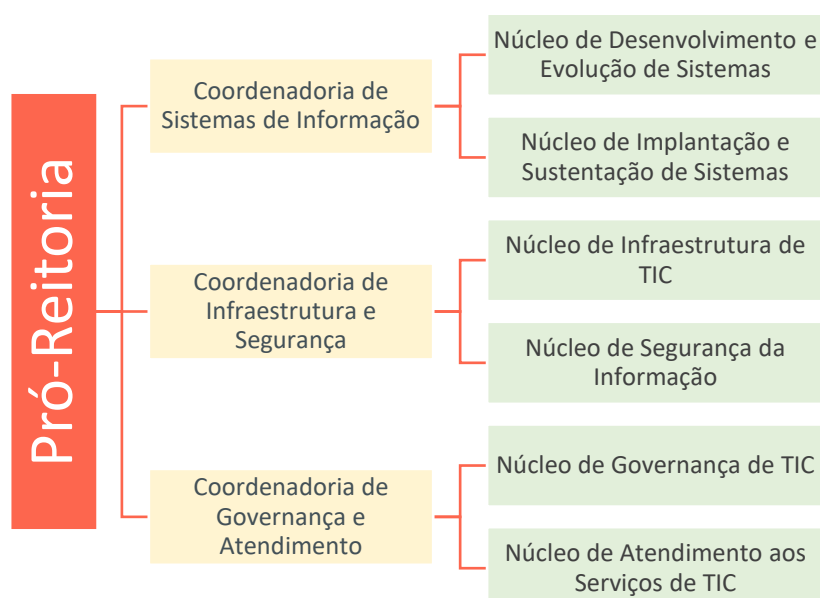 Pró-Reitoria
Coordenadoria de
Sistemas de Informação
Núcleo de Desenvolvimento e
Evolução de Sistemas
Núcleo de Implantação e
Sustentação de Sistemas
Coordenadoria de
Infraestrutura e
Segurança
Núcleo de Infraestrutura de
TIC
Núcleo de Segurança da
Informação
Coordenadoria de
Governança e
Atendimento
Núcleo de Governança de TIC
Núcleo de Atendimento aos
Serviços de TIC